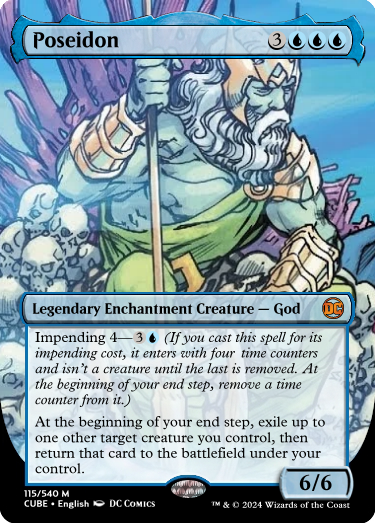 Poseidon 3
Legendary Enchantment Creature — God DC
Impending 4— 3 (If you cast this spell for its
impending cost, it enters with four time counters
and isn't a creature until the last is removed. At
the beginning of your end step, remove a time
counter from it.)
At the beginning of your end step, exile up to
one other target creature you control, then
return that card to the battlefield under your
control.
6/6
115/540 M
CUBE • English DC COMICS
™ & © 2024 Wizards of the Coast